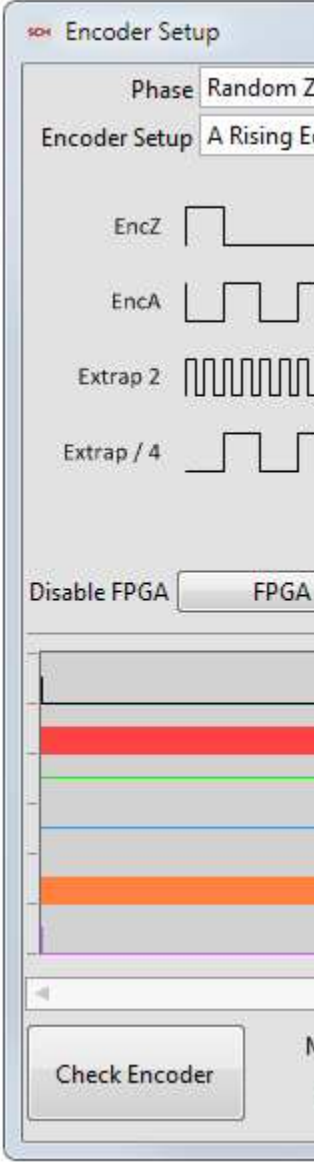 Encoder Setup
Phase Random Z
Encoder Setup A Rising
EncZ
EncA
Extrap 2
Extrap / 4
Disable FPGA FPGA
Check Encoder